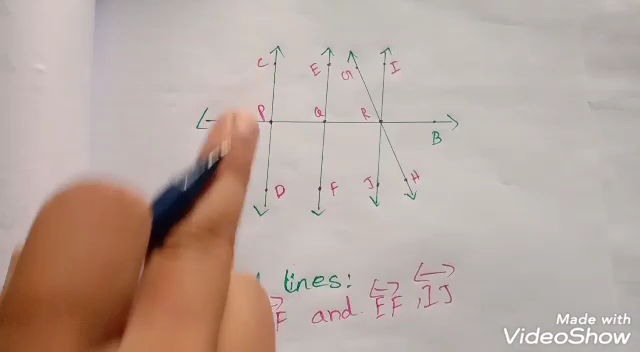 C E G I
P Q R
B
D F J H
lines:
F and EF, IJ
Made with
VideoShow